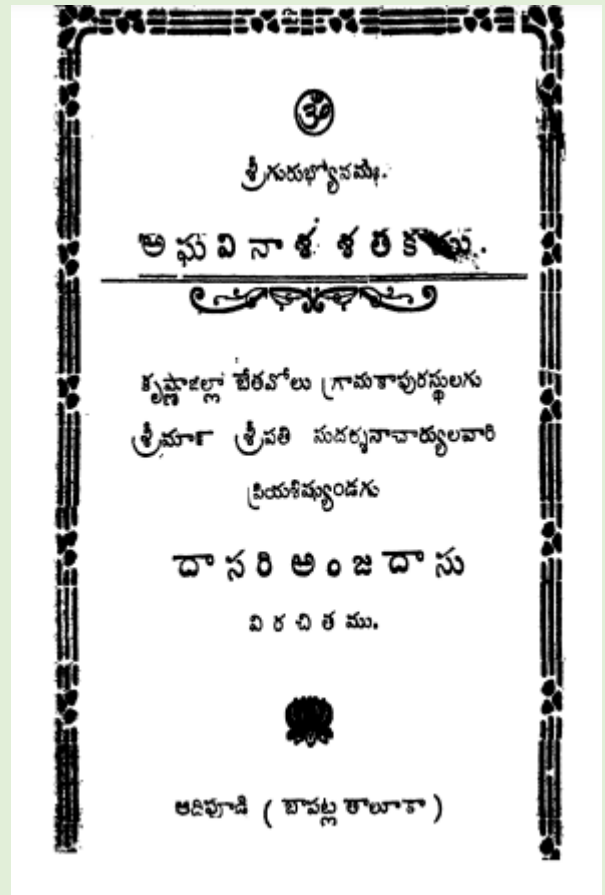 ఓం
శ్రీగురుభ్యోనమః.
అఘవినాశ శతకము.
కృష్ణాజిల్లా బేతవోలు గ్రామకాపురస్థులగు
శ్రీమాన్ శ్రీపతి సుదర్శనాచార్యులవారి
ప్రియశిష్యుండగు
దాసరి అంజదాసు
విరచితము.
ఆదిపూడి ( బాపట్ల తాలూకా )